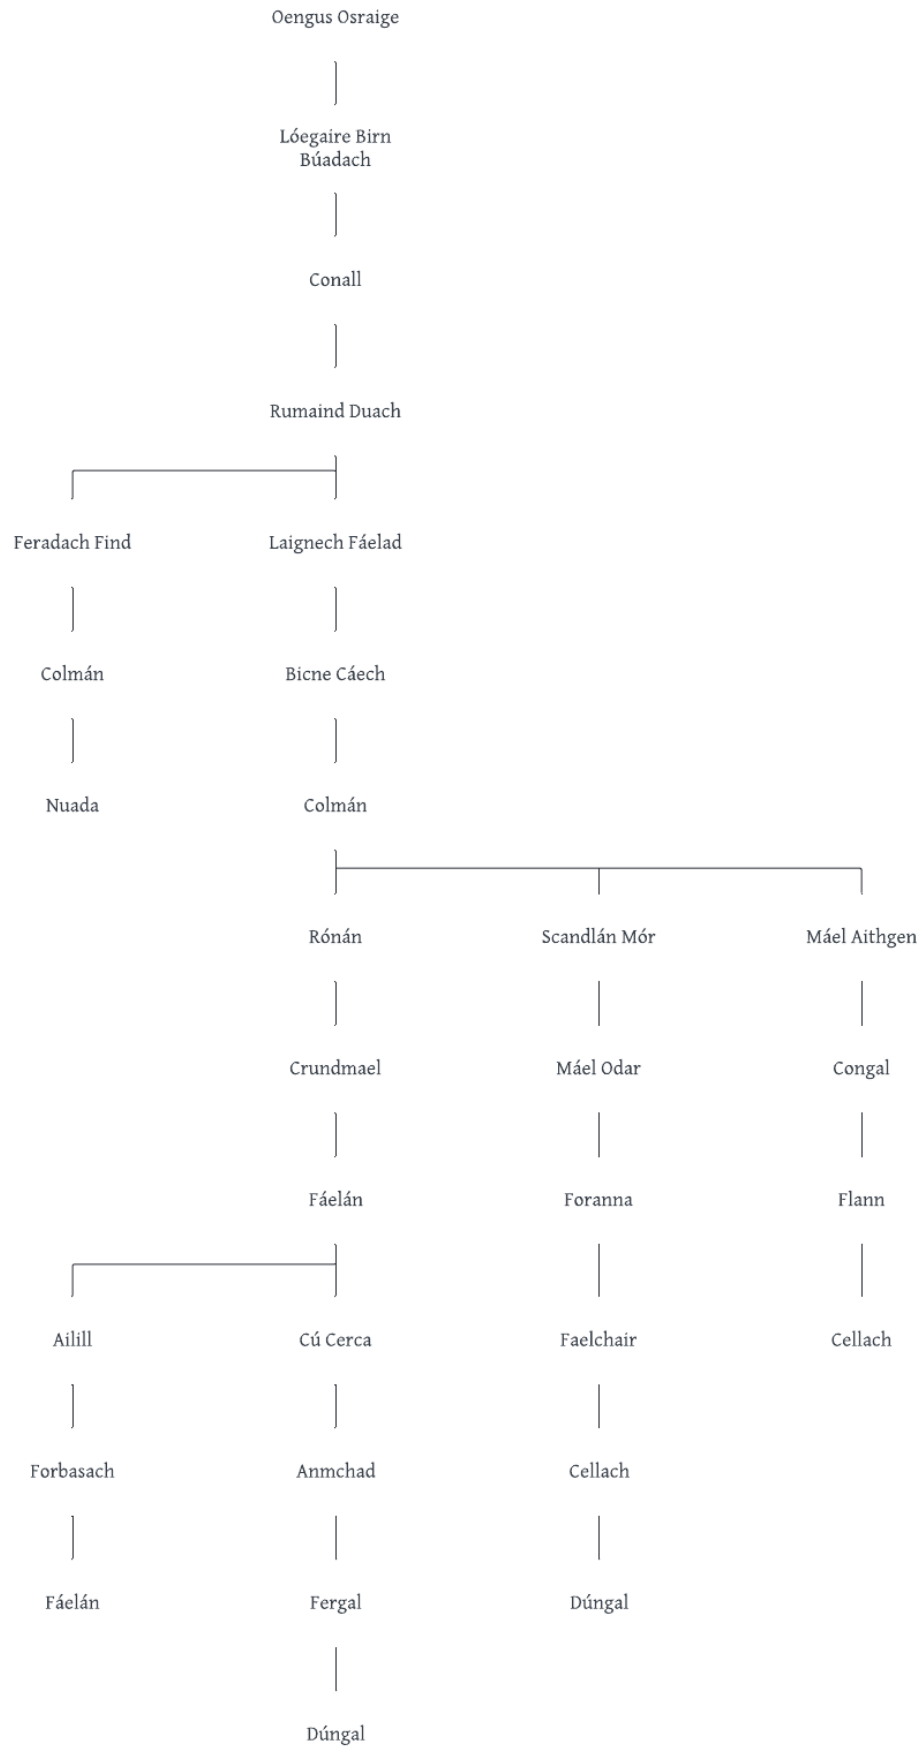 Oengus Osraige
Lóegaire Birn
Búadach
Conall
Rumaind Duach
Feradach Find
Laignech Fáelad
Colmán
Bicne Cáech
Nuada
Colmán
Rónán
Scandlán Mór
Máel Aithgen
Crundmael
Máel Odar
Congal
Fáelán
Foranna
Flann
Ailill
Cú Cerca
Faelchair
Cellach
Forbasach
Anmchad
Cellach
Fáelán
Fergal
Dúngal
Dúngal